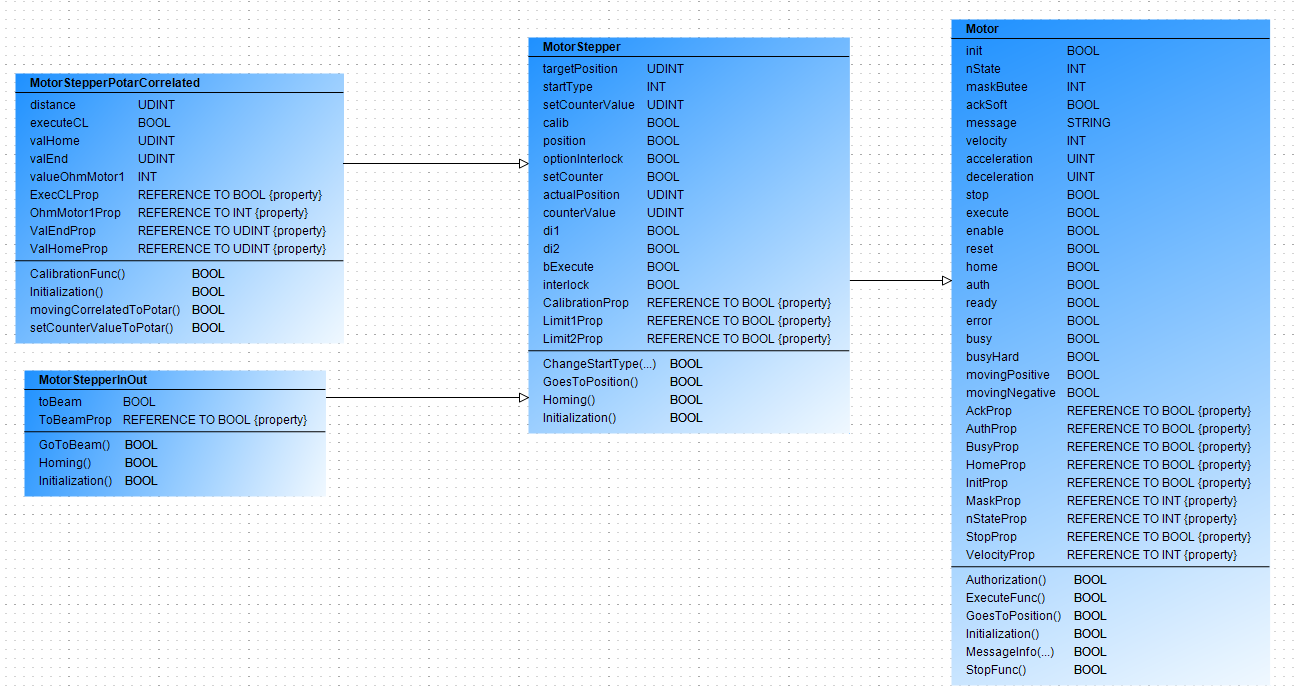 MotorStepperPotarCorrelated
distance UDINT
executeCL BOOL
valHome UDINT
valEnd UDINT
valueOhmMotor1 INT
ExecCLProp REFERENCE TO BOOL {property}
OhmMotor1Prop REFERENCE TO INT {property}
ValEndProp REFERENCE TO UDINT {property}
ValHomeProp REFERENCE TO UDINT {property}
CalibrationFunc() BOOL
Initialization() BOOL
movingCorrelatedToPotar() BOOL
setCounterValueToPotar() BOOL
MotorStepperInOut
toBeam BOOL
ToBeamProp REFERENCE TO BOOL {property}
GoToBeam() BOOL
Homing() BOOL
Initialization() BOOL
MotorStepper
targetPosition UDINT
startType INT
setCounterValue UDINT
calib BOOL
position BOOL
optionInterlock BOOL
setCounter BOOL
actualPosition UDINT
counterValue UDINT
di1 BOOL
di2 BOOL
bExecute BOOL
interlock BOOL
CalibrationProp REFERENCE TO BOOL {property}
Limit1Prop REFERENCE TO BOOL {property}
Limit2Prop REFERENCE TO BOOL {property}
ChangeStartType(...) BOOL
GoesToPosition() BOOL
Homing() BOOL
Initialization() BOOL
Motor
init BOOL
nState INT
maskButee INT
ackSoft BOOL
message STRING
velocity INT
acceleration UINT
deceleration UINT
stop BOOL
execute BOOL
enable BOOL
reset BOOL
home BOOL
auth BOOL
ready BOOL
error BOOL
busy BOOL
busyHard BOOL
movingPositive BOOL
movingNegative BOOL
AckProp REFERENCE TO BOOL {property}
AuthProp REFERENCE TO BOOL {property}
BusyProp REFERENCE TO BOOL {property}
HomeProp REFERENCE TO BOOL {property}
InitProp REFERENCE TO BOOL {property}
MaskProp REFERENCE TO INT {property}
nStateProp REFERENCE TO INT {property}
StopProp REFERENCE TO BOOL {property}
VelocityProp REFERENCE TO INT {property}
Authorization() BOOL
ExecuteFunc() BOOL
GoesToPosition() BOOL
Initialization() BOOL
MessageInfo(...) BOOL
StopFunc() BOOL